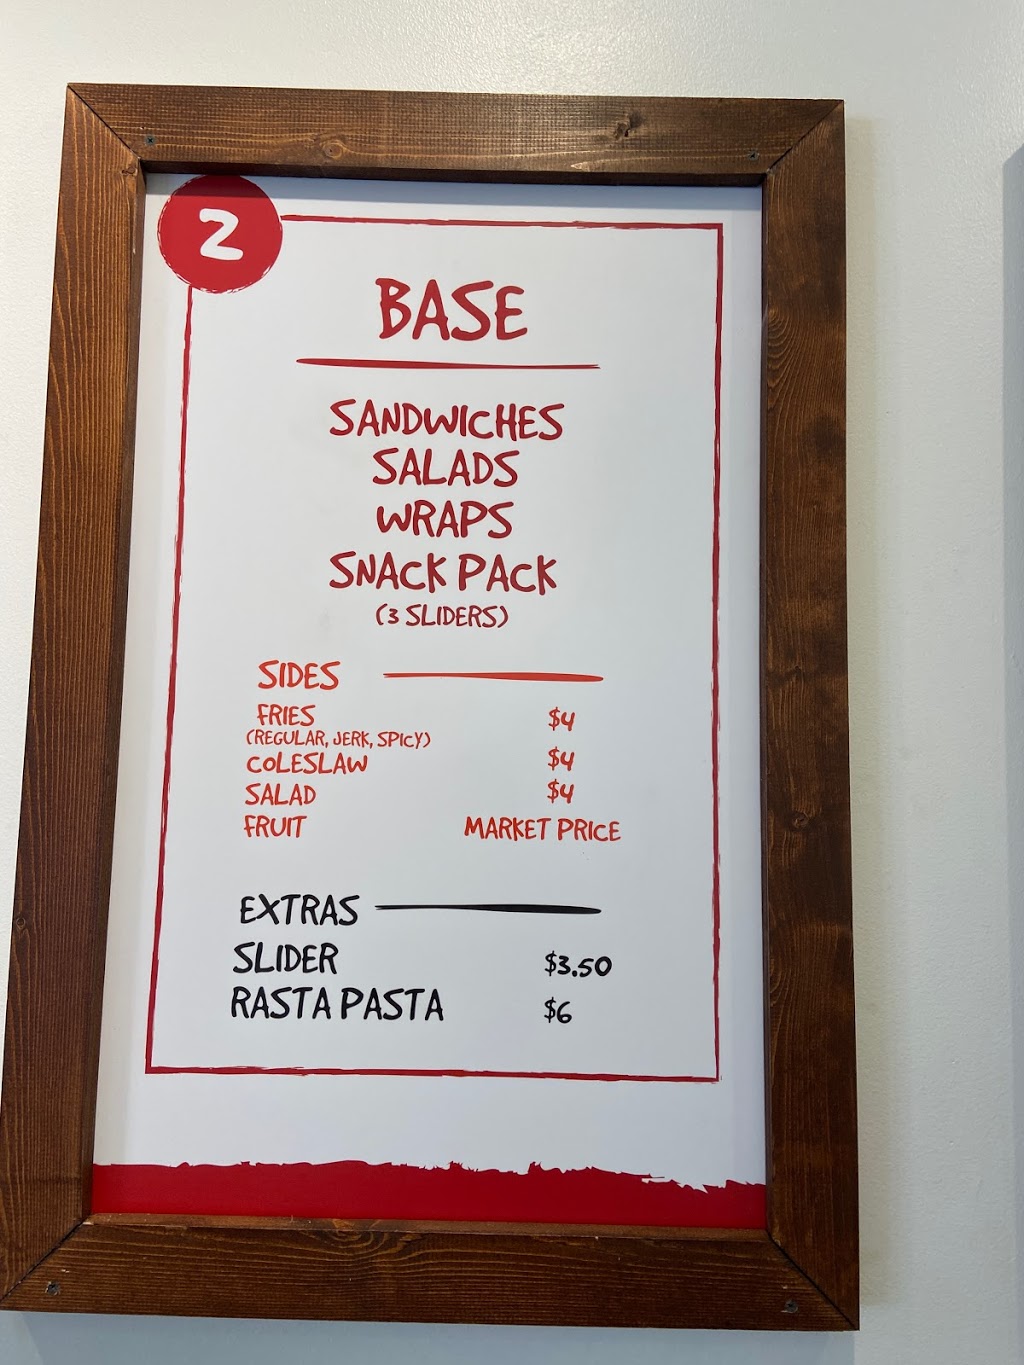 2
BASE
SANDWICHES
SALADS
WRAPS
SNACK PACK
(3 SLIDERS)
SIDES
FRIES $4
(REGULAR, JERK, SPICY)
COLESLAW $4
SALAD $4
FRUIT MARKET PRICE
EXTRAS
SLIDER $3.50
RASTA PASTA $6